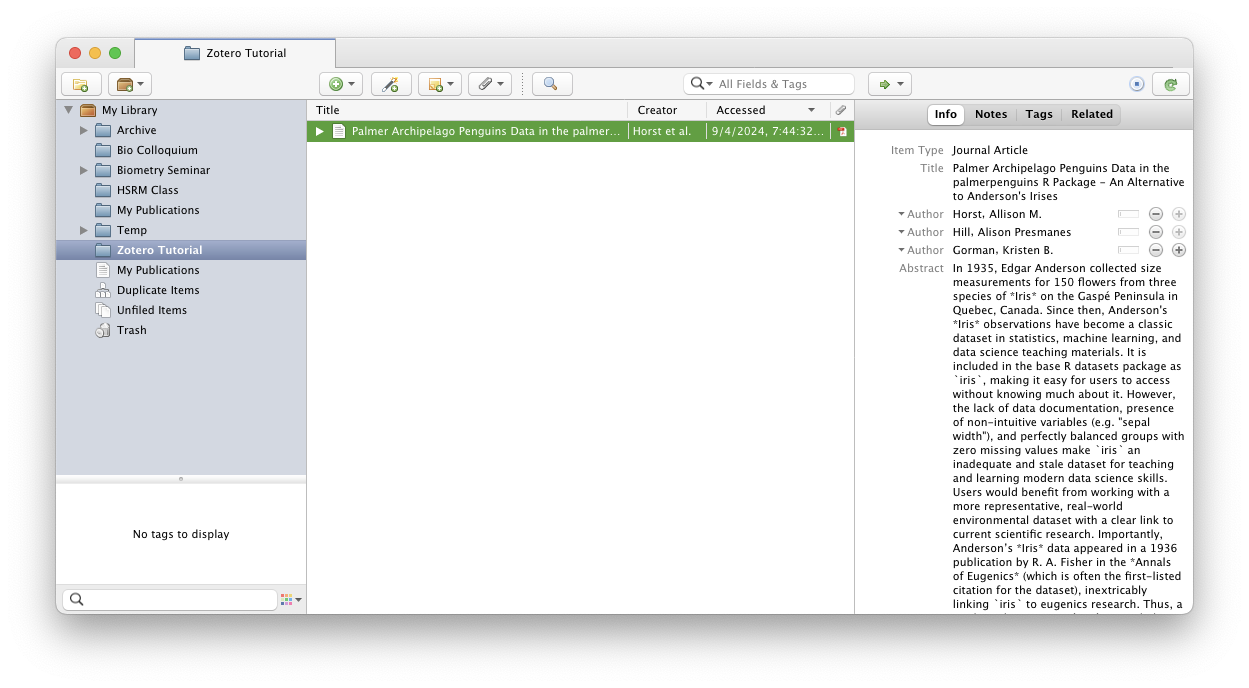 Zotero Tutorial
All Fields & Tags
My Library
Archive
Bio Colloquium
Biometry Seminar
HSRM Class
My Publications
Temp
Zotero Tutorial
My Publications
Duplicate Items
Unfiled Items
Trash
No tags to display
Title Creator Accessed
Palmer Archipelago Penguins Data in the palmer... Horst et al. 9/4/2024, 7:44:32...
Info Notes Tags Related
Item Type Journal Article
Title Palmer Archipelago Penguins Data in the
palmerpenguins R Package – An Alternative
to Anderson's Irises
Author Horst, Allison M.
Author Hill, Alison Presmanes
Author Gorman, Kristen B.
Abstract In 1935, Edgar Anderson collected size
measurements for 150 flowers from three
species of *Iris* on the Gaspé Peninsula in
Quebec, Canada. Since then, Anderson's
*Iris* observations have become a classic
dataset in statistics, machine learning, and
data science teaching materials. It is
included in the base R datasets package as
`iris`, making it easy for users to access
without knowing much about it. However,
the lack of data documentation, presence
of non-intuitive variables (e.g. "sepal
width"), and perfectly balanced groups with
zero missing values make `iris` an
inadequate and stale dataset for teaching
and learning modern data science skills.
Users would benefit from working with a
more representative, real-world
environmental dataset with a clear link to
current scientific research. Importantly,
Anderson's *Iris* data appeared in a 1936
publication by R. A. Fisher in the *Annals
of Eugenics* (which is often the first-listed
citation for the dataset), inextricably
linking `iris` to eugenics research. Thus, a